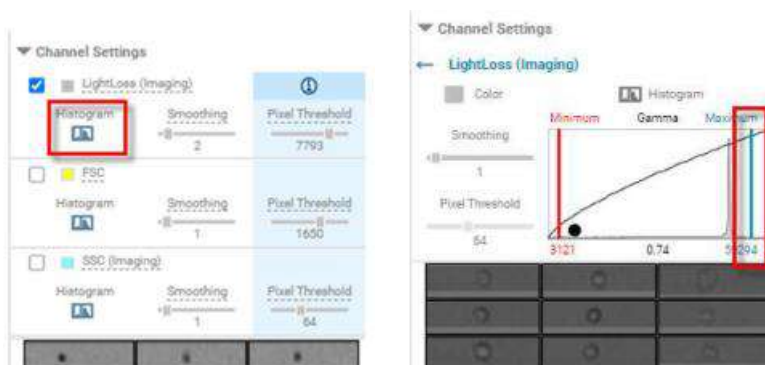 Channel Settings
LightLoss (Imaging)
Histogram Smoothing Pixel Threshold
2 7793
FSC
Histogram Smoothing Pixel Threshold
1 1650
SSC (Imaging)
Histogram Smoothing Pixel Threshold
1 64
Channel Settings
← LightLoss (Imaging)
Color Histogram
Minimum Gamma Maximum
Smoothing
1
Pixel Threshold
64
3121 0.74